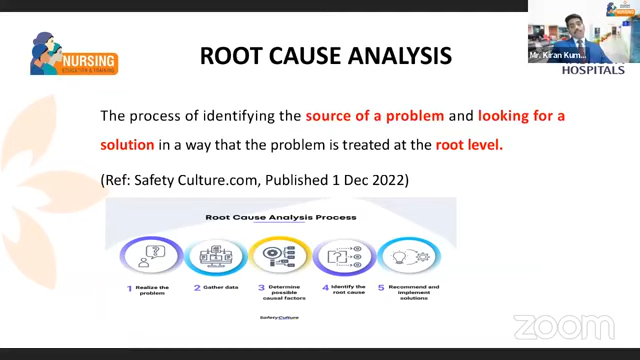 NURSING
EDUCATION & TRAINING
ROOT CAUSE ANALYSIS
Mr. Kiran Kum...
HOSPITALS
The process of identifying the source of a problem and looking for a
solution in a way that the problem is treated at the root level.
(Ref: Safety Culture.com, Published 1 Dec 2022)
Root Cause Analysis Process
1 Realize the
problem
2 Gather data
3 Determine
possible
causal factors
4 Identify the
root cause
5 Recommend and
implement
solutions
SafetyCulture
zoom